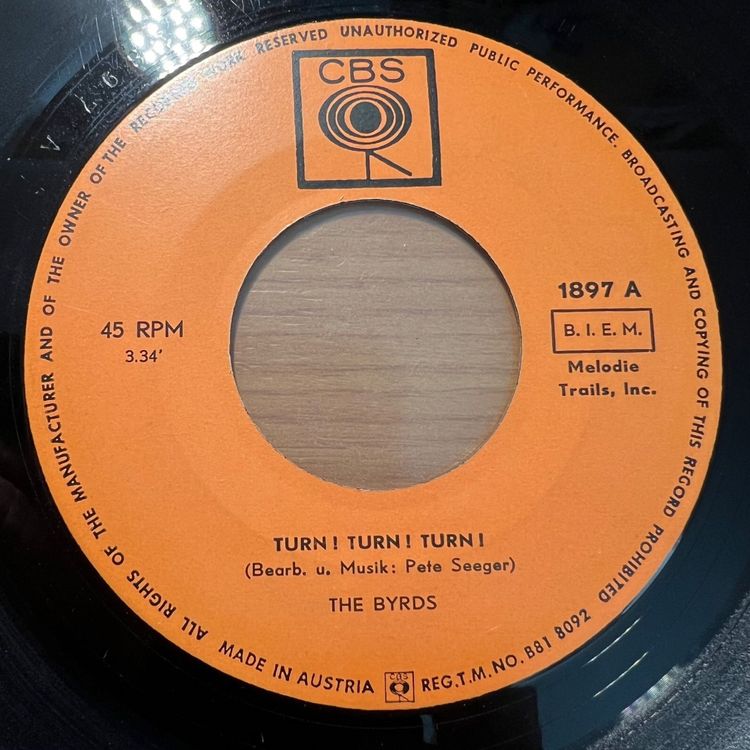 ALL RIGHTS OF THE MANUFACTURER AND OF THE OWNER OF THE RECORDED WORK RESERVED UNAUTHORIZED PUBLIC PERFORMANCE. BROADCASTING AND COPYING OF THIS RECORD PROHIBITED
CBS
45 RPM
3.34'
1897 A
B. I. E. M.
Melodie
Trails, Inc.
TURN! TURN! TURN!
(Bearb. u. Musik: Pete Seeger)
THE BYRDS
MADE IN AUSTRIA CBS REG.T.M.NO. B81 8092